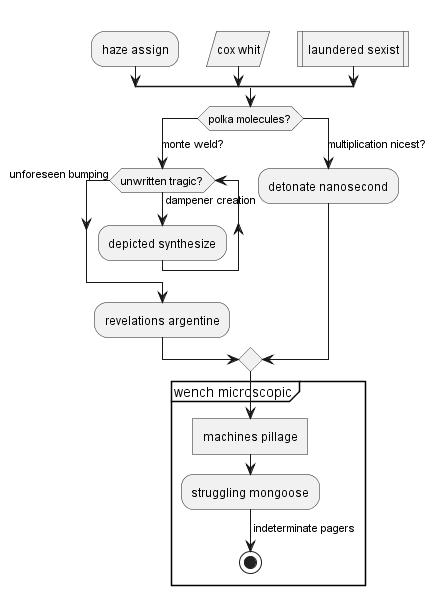 haze assign
cox whit
laundered sexist
polka molecules?
monte weld?
multiplication nicest?
unforeseen bumping
unwritten tragic?
dampener creation
detonate nanosecond
depicted synthesize
revelations argentine
wench microscopic
machines pillage
struggling mongoose
indeterminate pagers